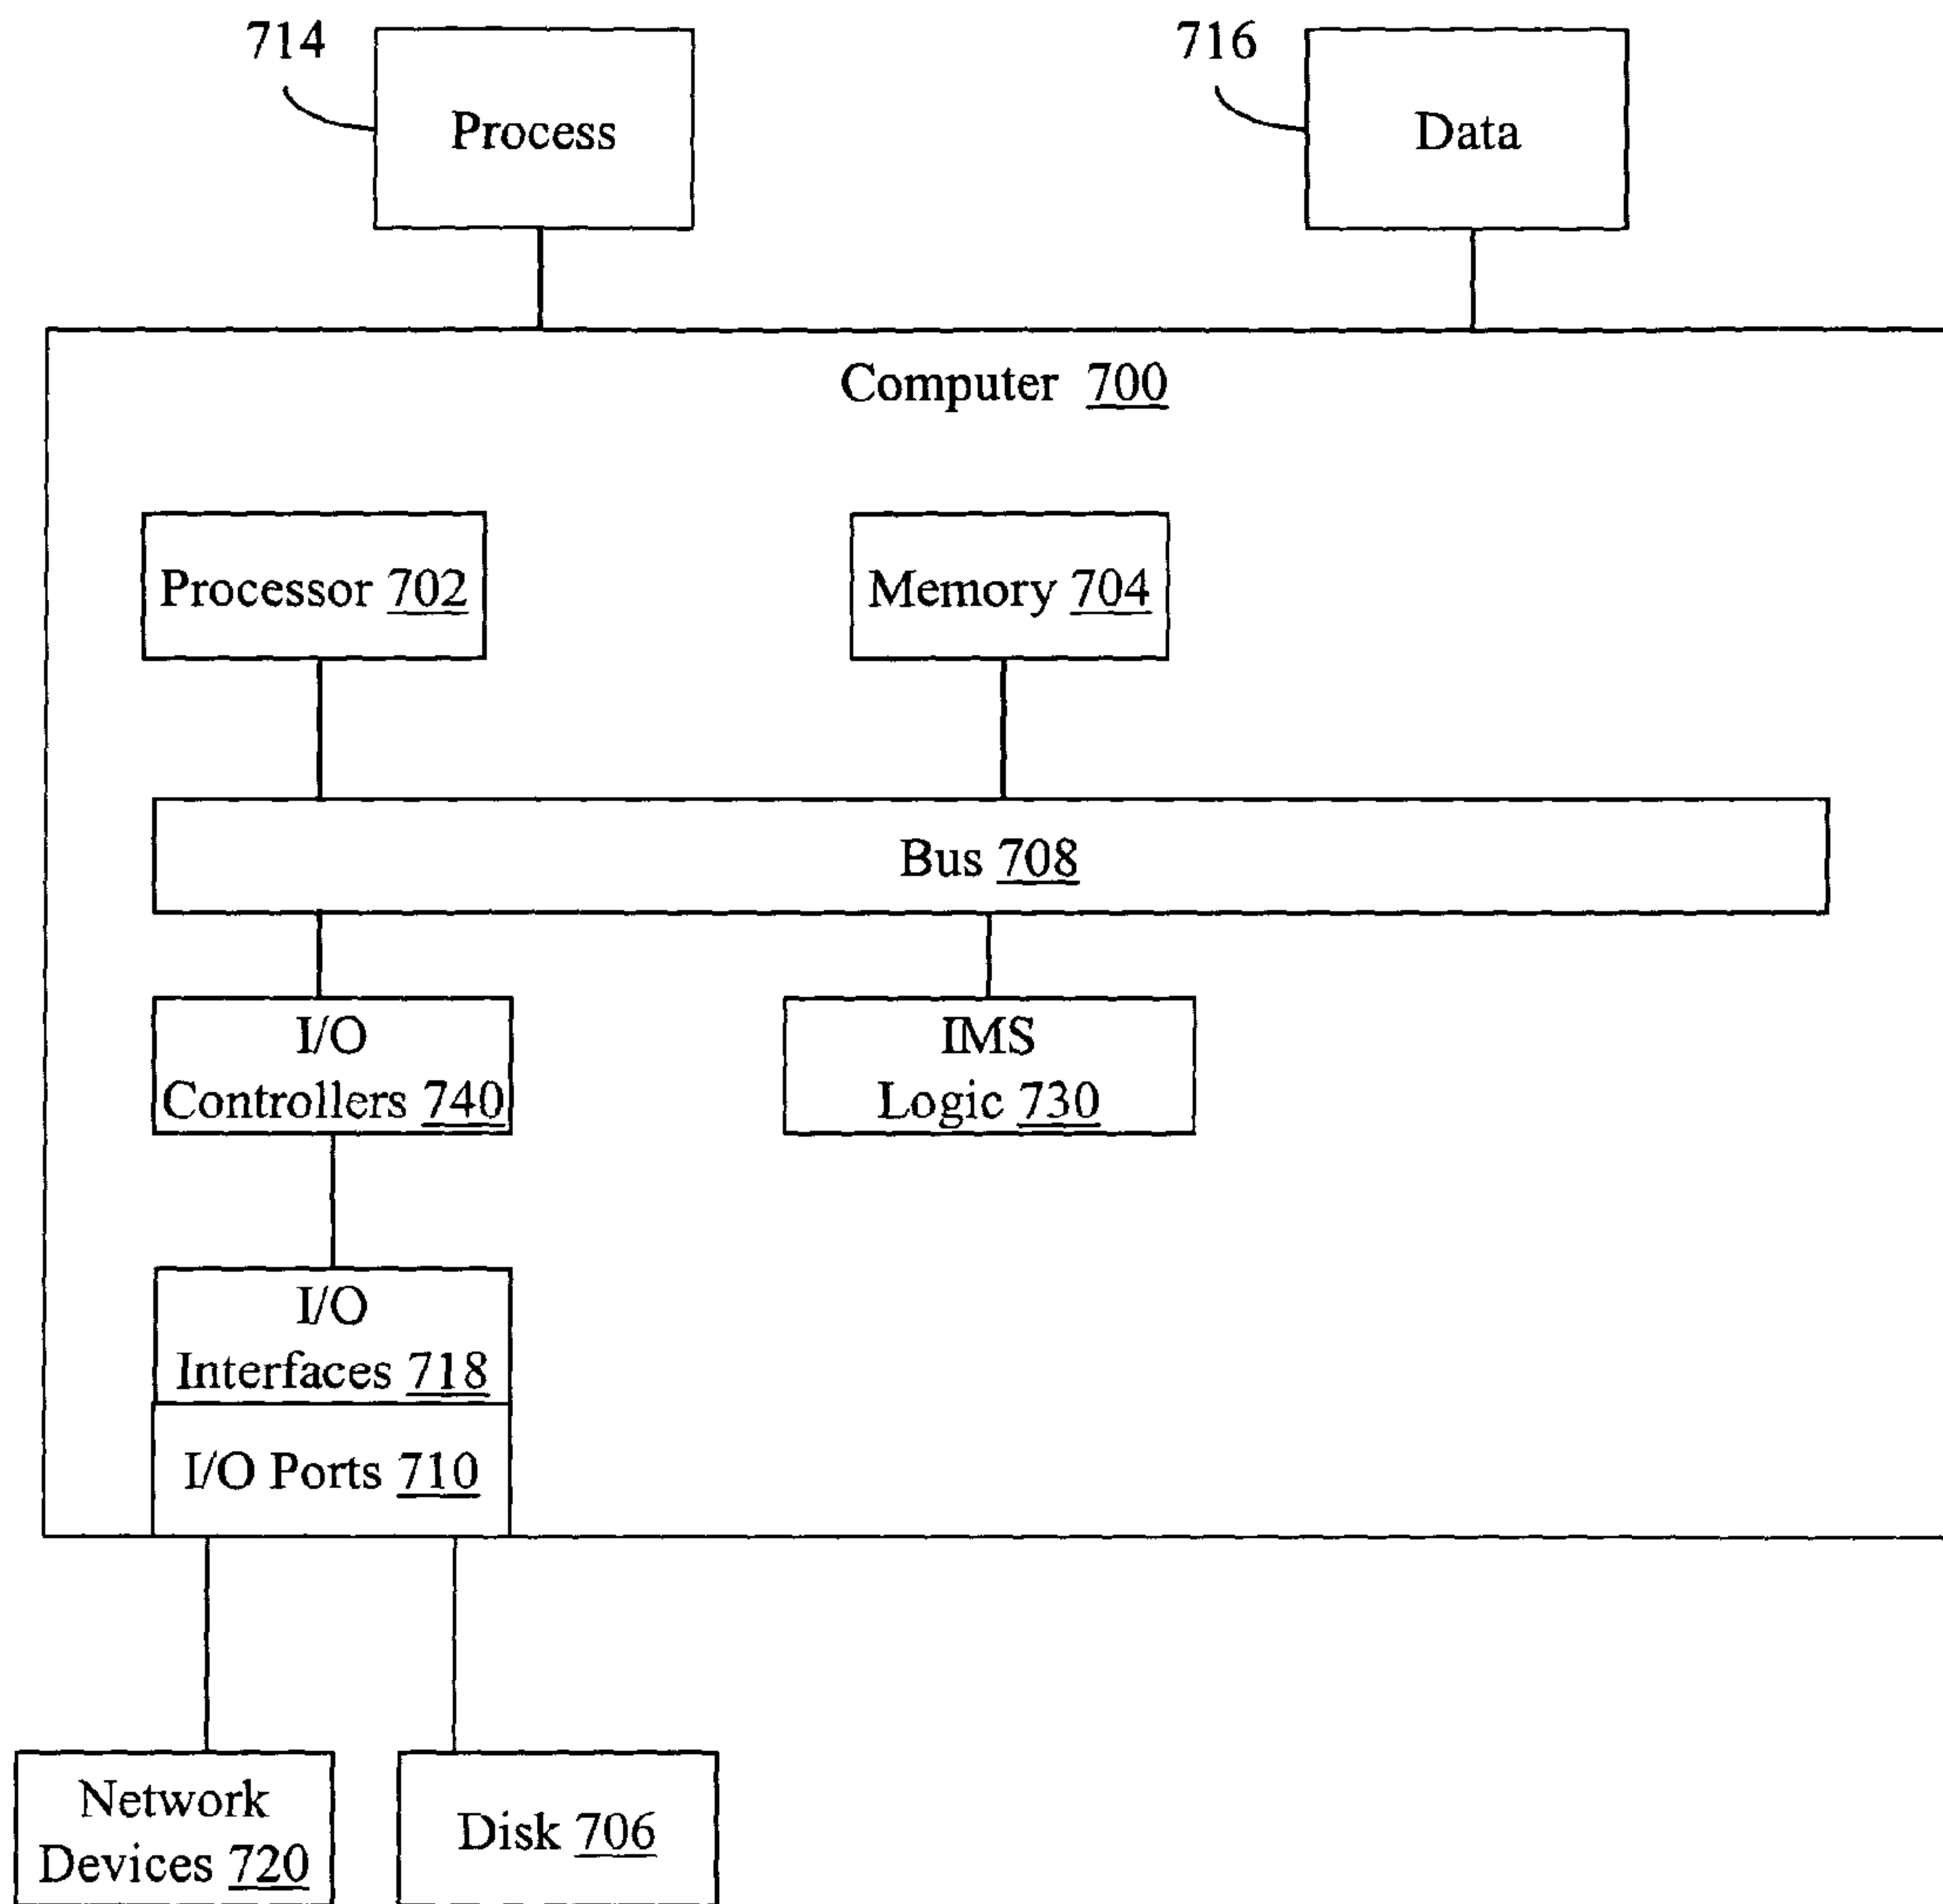 714
716
Process
Data
Computer 700
Processor 702
Memory 704
Bus 708
I/O
Controllers 740
IMS
Logic 730
I/O
Interfaces 718
I/O Ports 710
Network
Devices 720
Disk 706